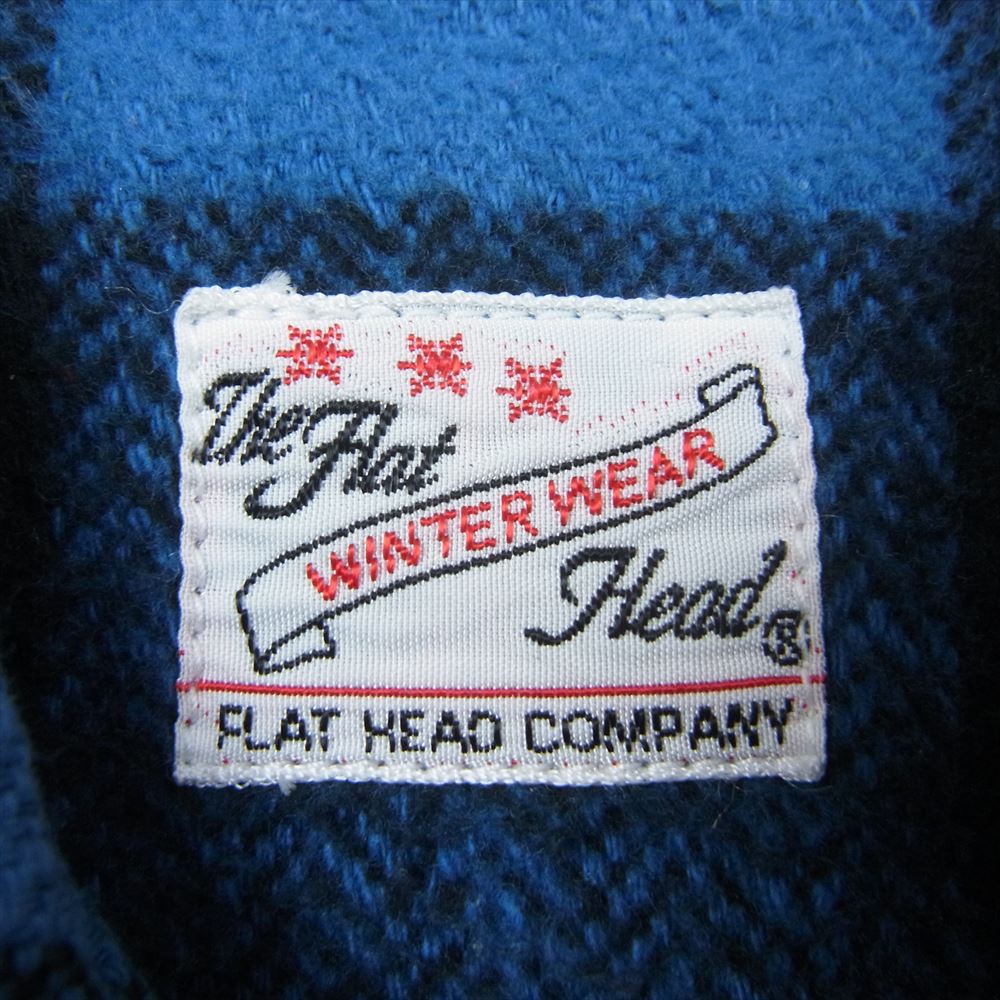 The Flat
WINTER WEAR
Head®
FLAT HEAD COMPANY